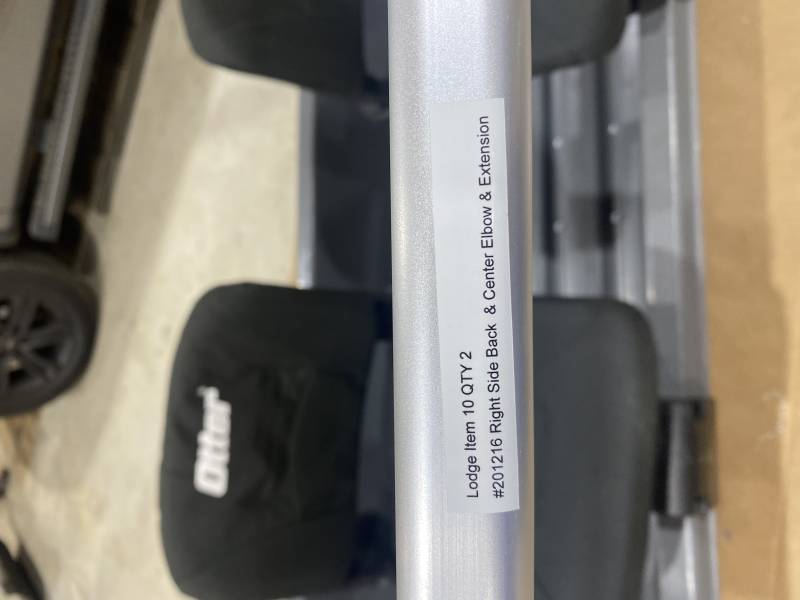 Lodge Item 10 QTY 2
#201216 Right Side Back & Center Elbow & Extension
Otter